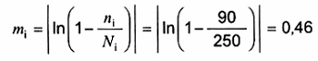 m_i = |ln(1 − n_i/N_i)| = |ln(1 − 90/250)| = 0,46